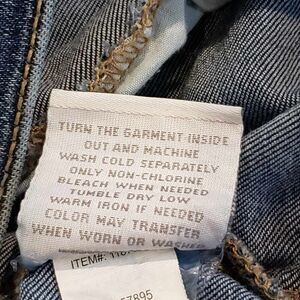 TURN THE GARMENT INSIDE
OUT AND MACHINE
WASH COLD SEPARATELY
ONLY NON-CHLORINE
BLEACH WHEN NEEDED
TUMBLE DRY LOW
WARM IRON IF NEEDED
COLOR MAY TRANSFER
WHEN WORN OR WASHED
ITEM#:
57895